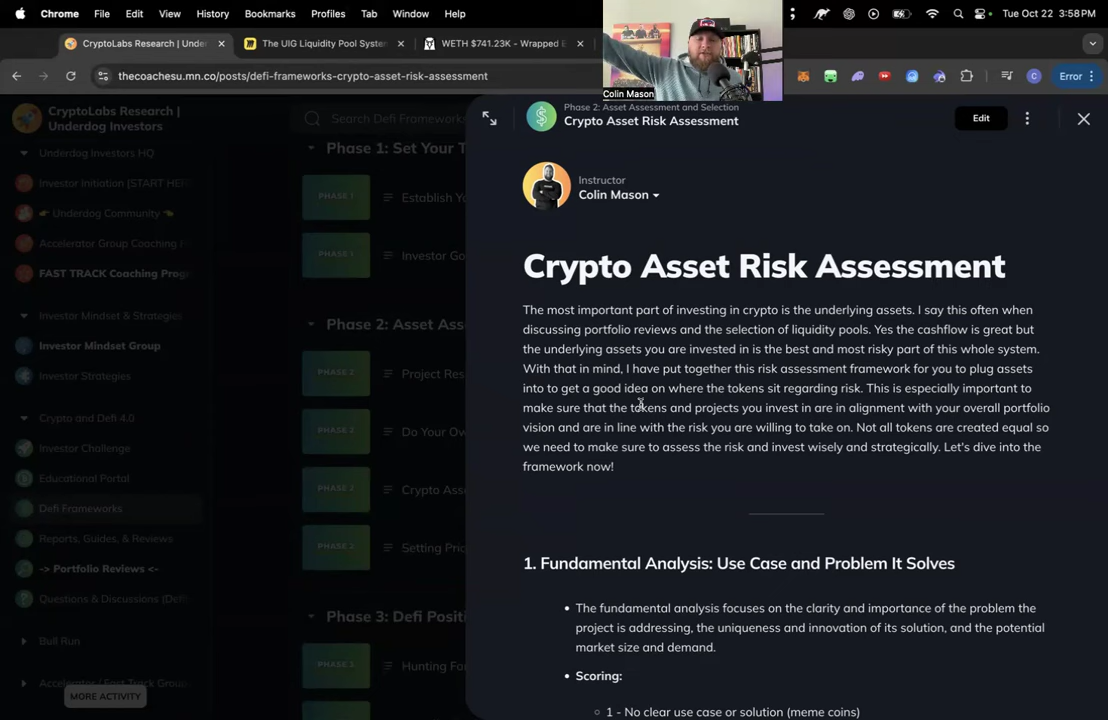 Chrome File Edit View History Bookmarks Profiles Tab Window Help
Tue Oct 22 3:58 PM
CryptoLabs Research | Under
The UIG Liquidity Pool System
WETH $741.23K - Wrapped E
thecoachesu.mn.co/posts/defi-frameworks-crypto-asset-risk-assessment
C
Error
Colin Mason
CryptoLabs Research |
Underdog Investors
Underdog Investors HQ
Investor Initiation [START HER
Underdog Community
Accelerator Group Coaching
FAST TRACK Coaching Prog
Investor Mindset & Strategies
Investor Mindset Group
Investor Strategies
Crypto and Defi 4.0
Investor Challenge
Educational Portal
Defi Frameworks
Reports, Guides, & Reviews
-> Portfolio Reviews <-
Questions & Discussions (De
Bull Run
Accelerator / Fast Track Group
MORE ACTIVITY
Search Defi Frameworks
Phase 1: Set Your T
PHASE 1
Establish Yo
PHASE 1
Investor Go
Phase 2: Asset Ass
PHASE 2
Project Res
PHASE 2
Do Your Ow
PHASE 2
Crypto Ass
PHASE 2
Setting Pric
Phase 3: Defi Posit
PHASE 3
Hunting Fo
Phase 2: Asset Assessment and Selection
Crypto Asset Risk Assessment
Edit
Instructor
Colin Mason
Crypto Asset Risk Assessment
The most important part of investing in crypto is the underlying assets. I say this often when
discussing portfolio reviews and the selection of liquidity pools. Yes the cashflow is great but
the underlying assets you are invested in is the best and most risky part of this whole system.
With that in mind, I have put together this risk assessment framework for you to plug assets
into to get a good idea on where the tokens sit regarding risk. This is especially important to
make sure that the tokens and projects you invest in are in alignment with your overall portfolio
vision and are in line with the risk you are willing to take on. Not all tokens are created equal so
we need to make sure to assess the risk and invest wisely and strategically. Let's dive into the
framework now!
1. Fundamental Analysis: Use Case and Problem It Solves
• The fundamental analysis focuses on the clarity and importance of the problem the
project is addressing, the uniqueness and innovation of its solution, and the potential
market size and demand.
• Scoring:
1 - No clear use case or solution (meme coins)